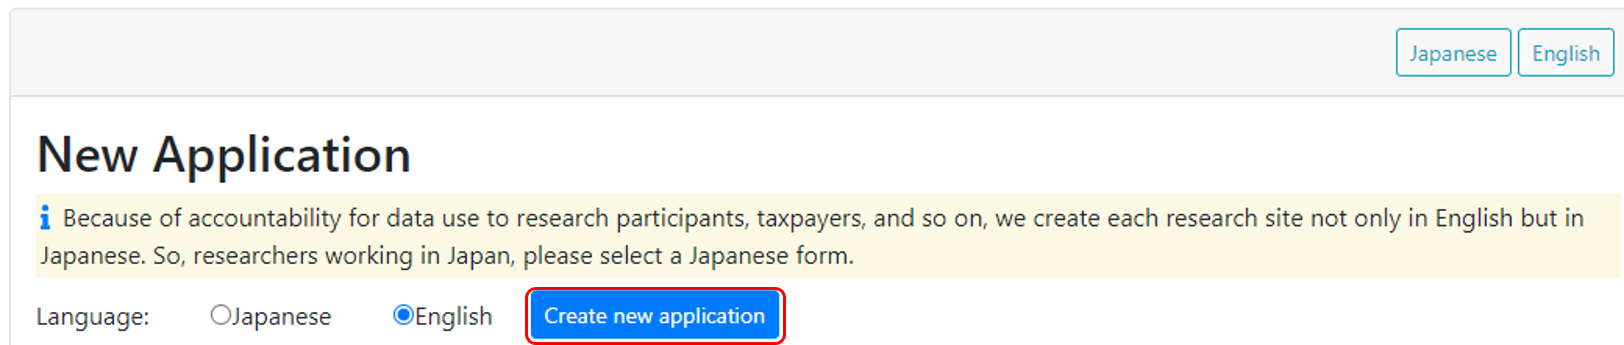 Japanese English
New Application
Because of accountability for data use to research participants, taxpayers, and so on, we create each research site not only in English but in
Japanese. So, researchers working in Japan, please select a Japanese form.
Language: Japanese English Create new application